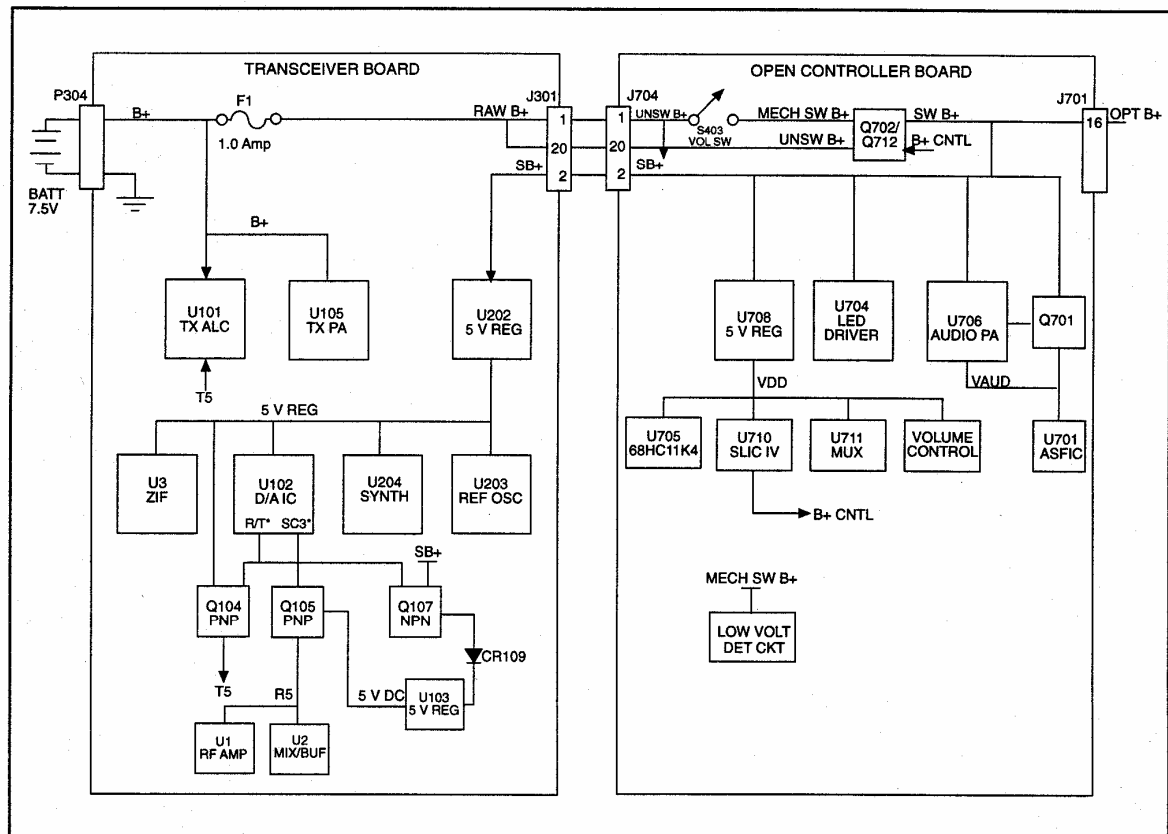 TRANSCEIVER BOARD
OPEN CONTROLLER BOARD
P304
B+
F1
1.0 Amp
RAW B+
J301
1
20
SB+
2
BATT
7.5V
B+
U101
TX ALC
U105
TX PA
U202
5 V REG
T5
5 V REG
U3
ZIF
U102
D/A IC
R/T*
SC3*
U204
SYNTH
U203
REF OSC
SB+
Q104
PNP
Q105
PNP
Q107
NPN
CR109
T5
R5
5 V DC
U103
5 V REG
U1
RF AMP
U2
MIX/BUF
J704
1
20
2
UNSW B+
S403
VOL SW
MECH SW B+
UNSW B+
SB+
Q702/
Q712
SW B+
B+ CNTL
J701
16
OPT B+
U708
5 V REG
U704
LED
DRIVER
U706
AUDIO PA
Q701
VDD
VAUD
U705
68HC11K4
U710
SLIC IV
U711
MUX
VOLUME
CONTROL
U701
ASFIC
B+ CNTL
MECH SW B+
LOW VOLT
DET CKT